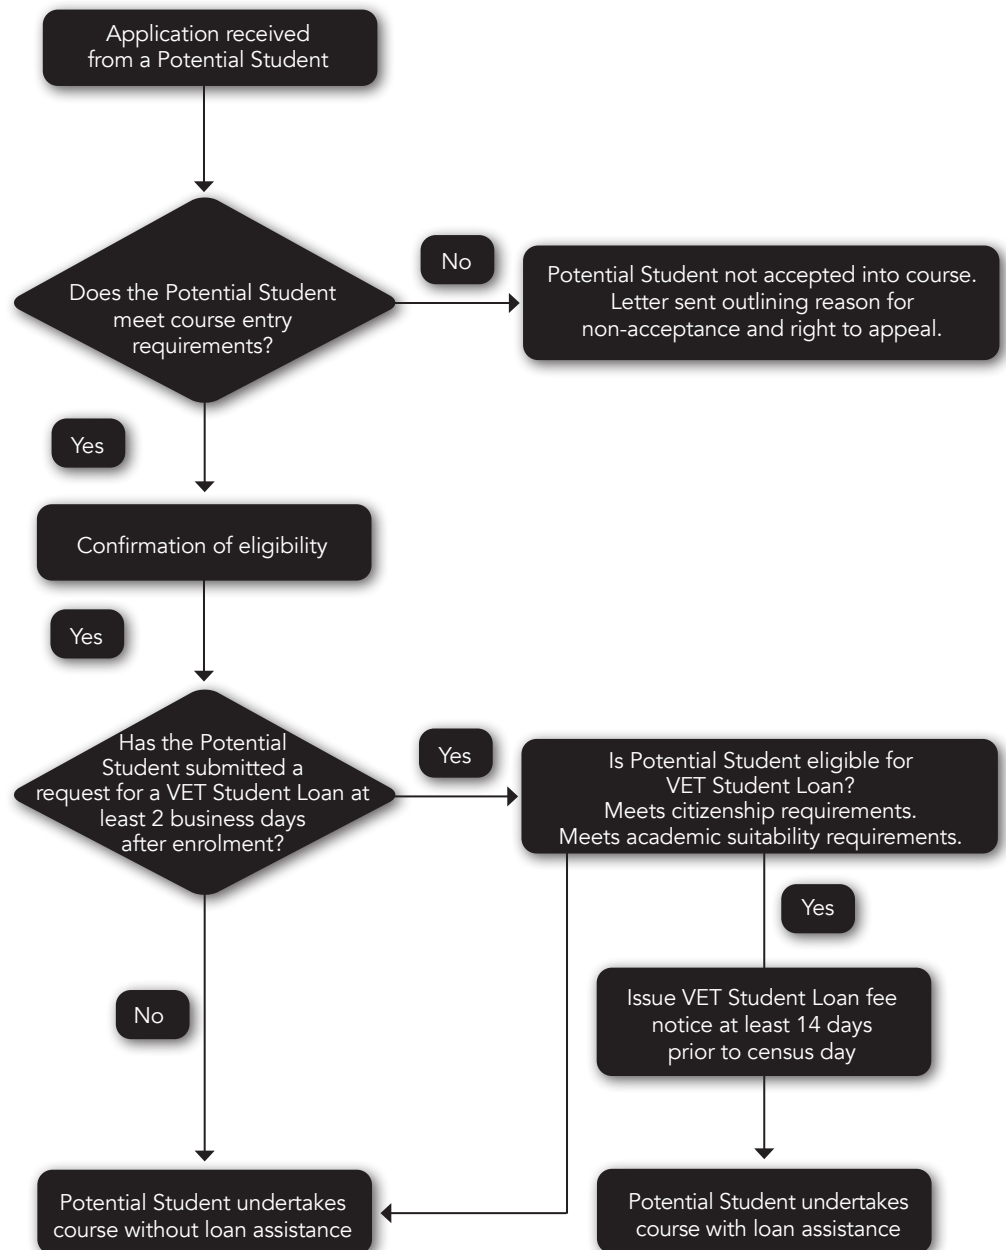 Application received
from a Potential Student
Does the Potential Student
meet course entry
requirements?
No
Potential Student not accepted into course.
Letter sent outlining reason for
non-acceptance and right to appeal.
Yes
Confirmation of eligibility
Yes
Has the Potential
Student submitted a
request for a VET Student Loan at
least 2 business days
after enrolment?
Yes
Is Potential Student eligible for
VET Student Loan?
Meets citizenship requirements.
Meets academic suitability requirements.
Yes
No
Issue VET Student Loan fee
notice at least 14 days
prior to census day
Potential Student undertakes
course without loan assistance
Potential Student undertakes
course with loan assistance